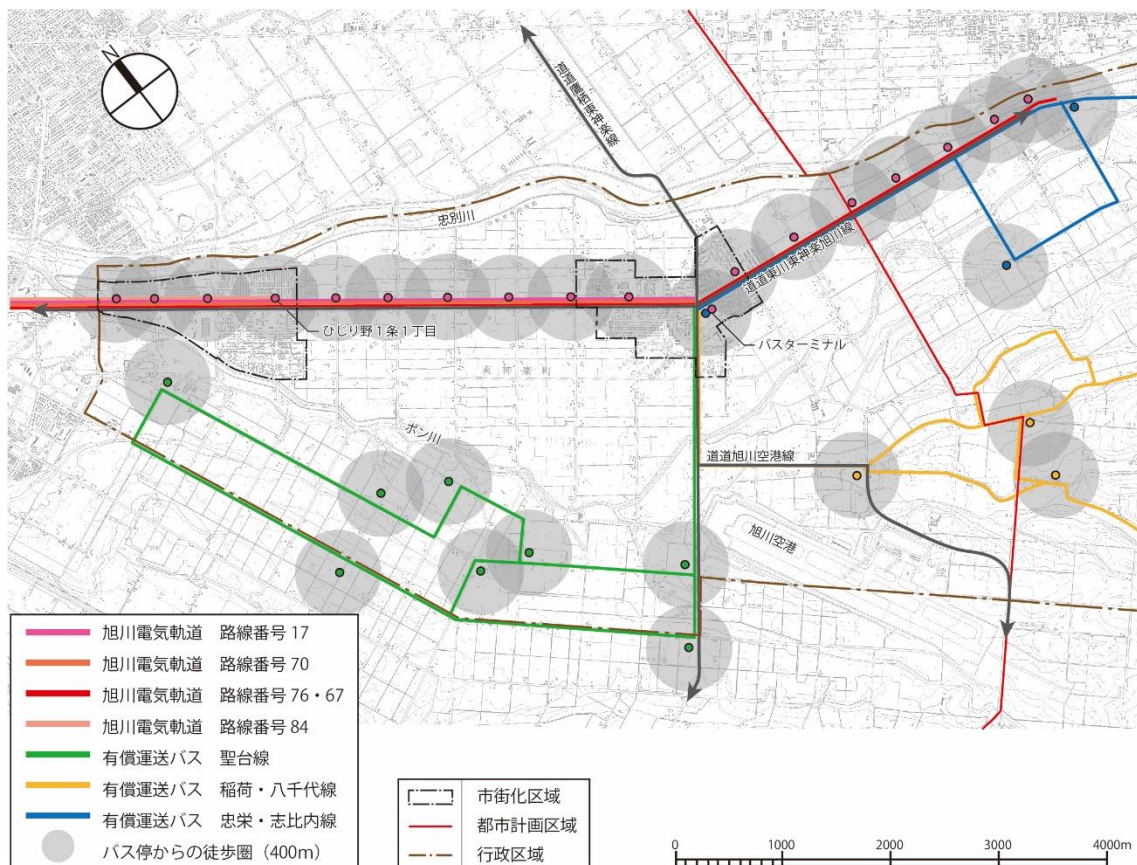 N
道道鷹栖東神楽線
忠別川
道道東川東神楽旭川線
ひじり野１条１丁目
バスターミナル
東神楽町
ポン川
道道旭川空港線
旭川空港
旭川電気軌道　路線番号 17
旭川電気軌道　路線番号 70
旭川電気軌道　路線番号 76・67
旭川電気軌道　路線番号 84
有償運送バス　聖台線
有償運送バス　稲荷・八千代線
有償運送バス　忠栄・志比内線
バス停からの徒歩圏（400m）
市街化区域
都市計画区域
行政区域
0 1000 2000 3000 4000m